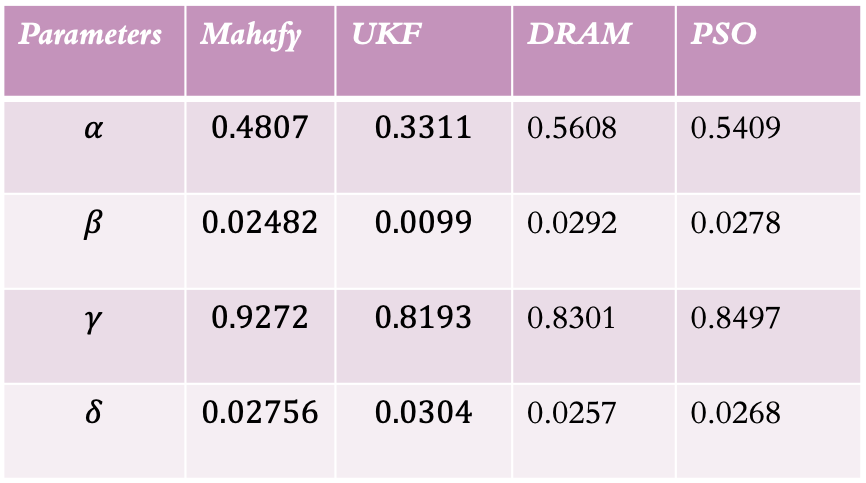 Parameters Mahafy UKF DRAM PSO
α 0.4807 0.3311 0.5608 0.5409
β 0.02482 0.0099 0.0292 0.0278
γ 0.9272 0.8193 0.8301 0.8497
δ 0.02756 0.0304 0.0257 0.0268